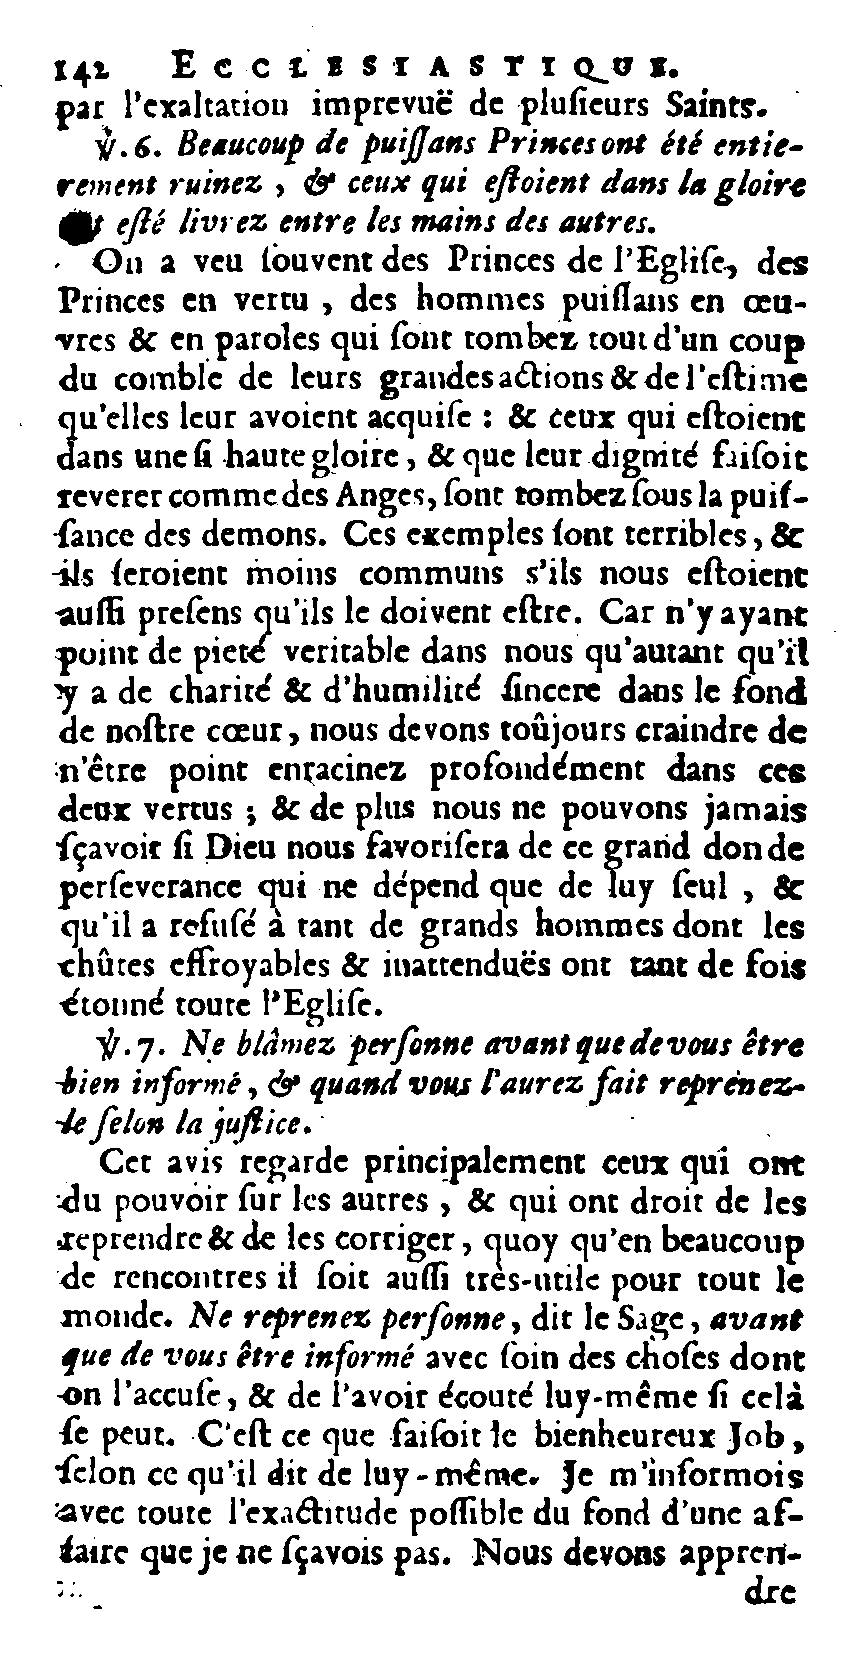 142 ECCLESIASTIQUE.
par l'exaltation imprevuë de pluſieurs Saints.
℣.6. Beaucoup de puiſſans Princes ont été entie-
rement ruinez, & ceux qui eſtoient dans la gloire
eſté livrez entre les mains des autres.
On a veu ſouvent des Princes de l'Egliſe, des
Princes en vertu, des hommes puiſſans en œu-
vres & en paroles qui ſont tombez tout d'un coup
du comble de leurs grandes actions & de l'eſtime
qu'elles leur avoient acquiſe : & ceux qui eſtoient
dans une ſi haute gloire, & que leur dignité faiſoit
reverer comme des Anges, ſont tombez ſous la puiſ-
ſance des demons. Ces exemples ſont terribles, &
ils ſeroient moins communs s'ils nous eſtoient
auſſi preſens qu'ils le doivent eſtre. Car n'y ayant
point de pieté veritable dans nous qu'autant qu'il
y a de charité & d'humilité ſincere dans le fond
de noſtre cœur, nous devons toûjours craindre de
n'être point enracinez profondément dans ces
deux vertus ; & de plus nous ne pouvons jamais
ſçavoir ſi Dieu nous favoriſera de ce grand don de
perſeverance qui ne dépend que de luy ſeul, &
qu'il a refuſé à tant de grands hommes dont les
chûtes effroyables & inattenduës ont tant de fois
étonné toute l'Egliſe.
℣.7. Ne blâmez perſonne avant que de vous être
bien informé, & quand vous l'aurez fait reprenez-
le ſelon la juſtice.
Cet avis regarde principalement ceux qui ont
du pouvoir ſur les autres, & qui ont droit de les
reprendre & de les corriger, quoy qu'en beaucoup
de rencontres il ſoit auſſi tres-utile pour tout le
monde. Ne reprenez perſonne, dit le Sage, avant
que de vous être informé avec ſoin des choſes dont
on l'accuſe, & de l'avoir écouté luy-même ſi celà
ſe peut. C'eſt ce que faiſoit le bienheureux Job,
ſelon ce qu'il dit de luy-même. Je m'informois
avec toute l'exactitude poſſible du fond d'une af-
faire que je ne ſçavois pas. Nous devons appren-
dre